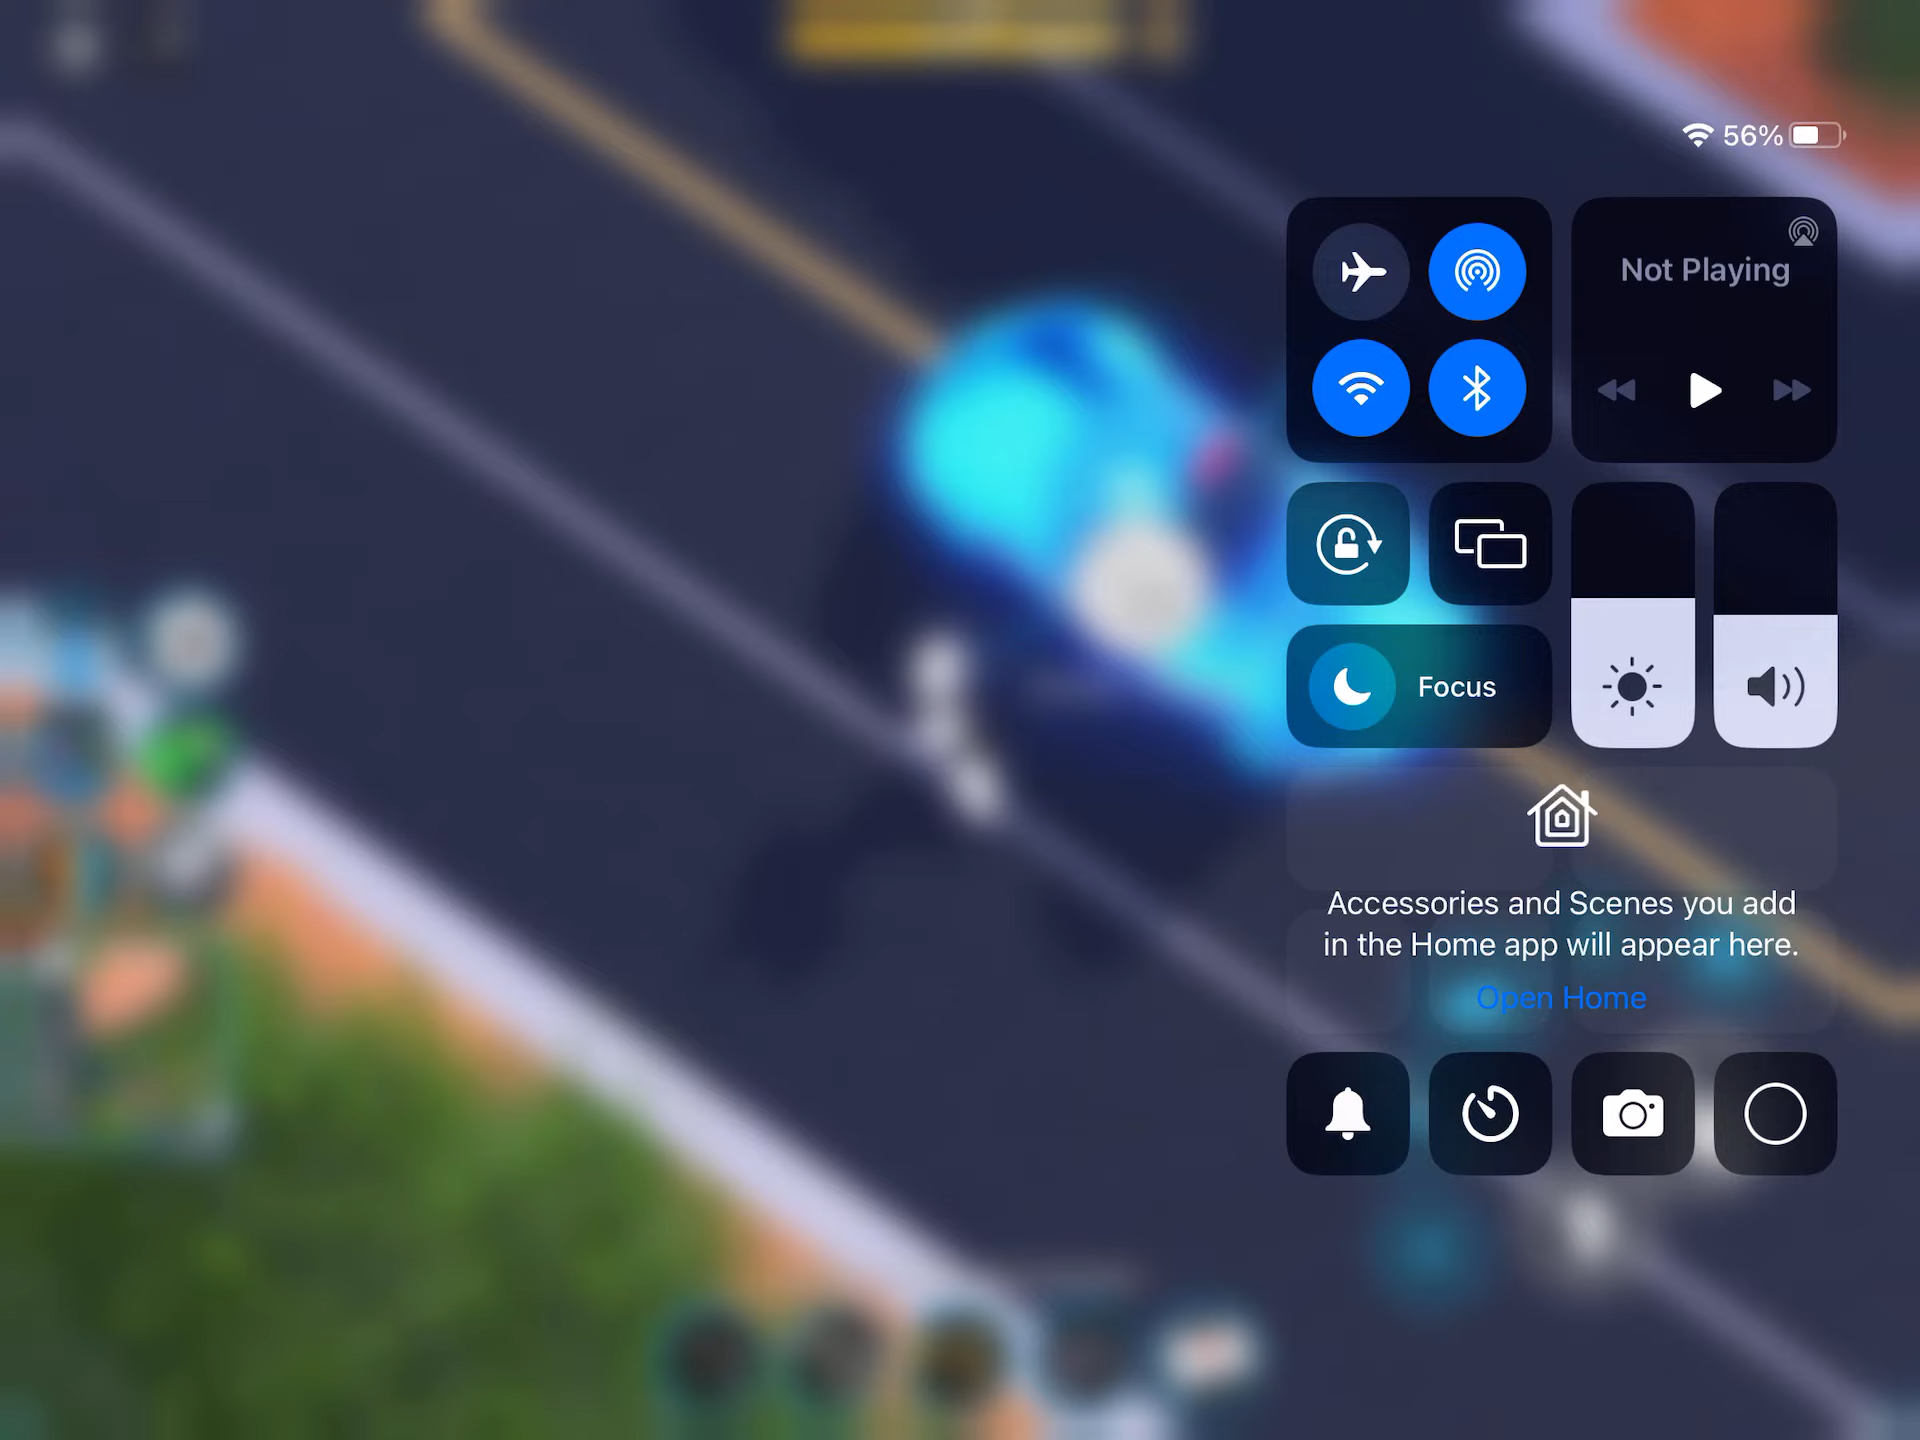 56%
Not Playing
Focus
Accessories and Scenes you add
in the Home app will appear here.
Open Home